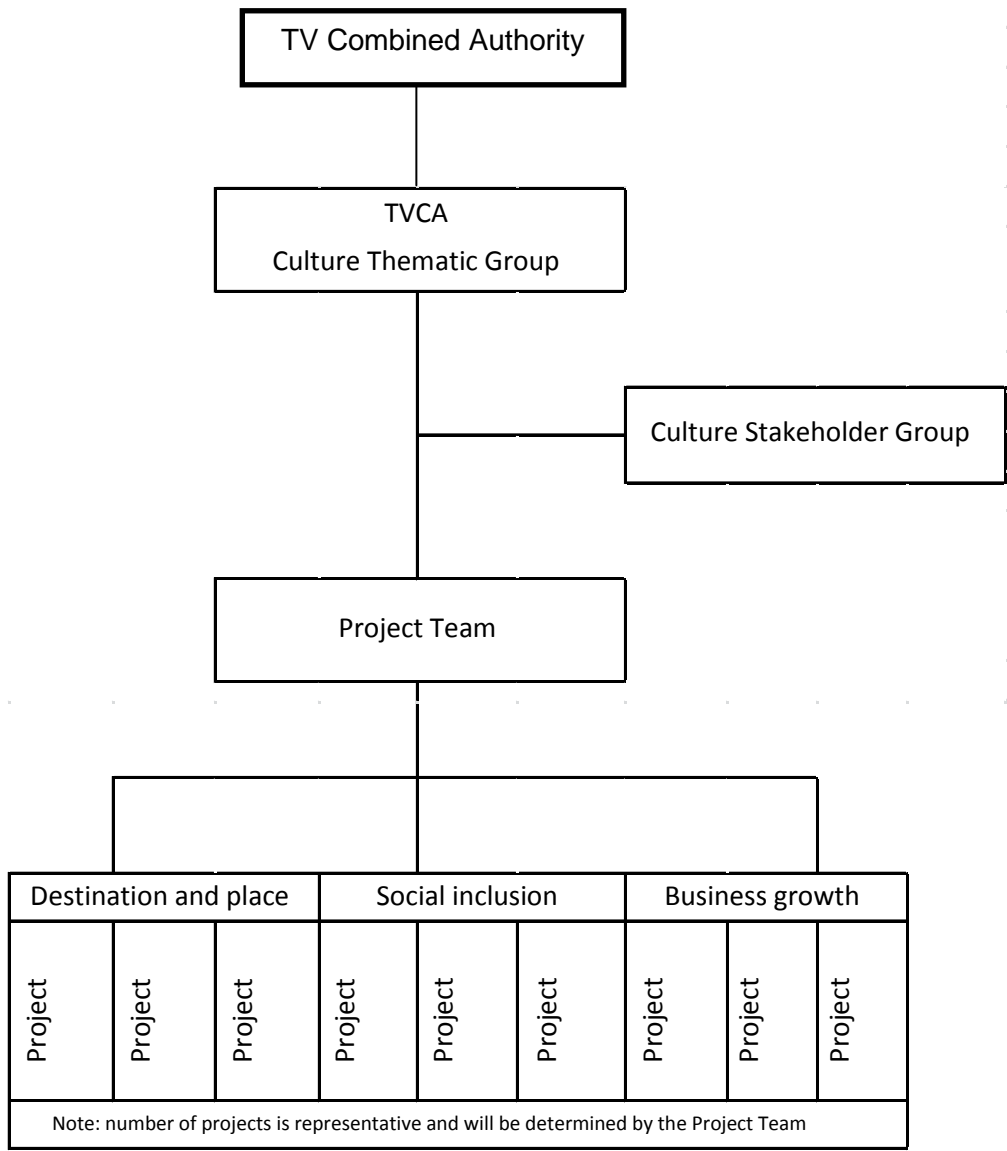 TV Combined Authority
TVCA
Culture Thematic Group
Culture Stakeholder Group
Project Team
Destination and place
Social inclusion
Business growth
Project
Project
Project
Project
Project
Project
Project
Project
Project
Note: number of projects is representative and will be determined by the Project Team